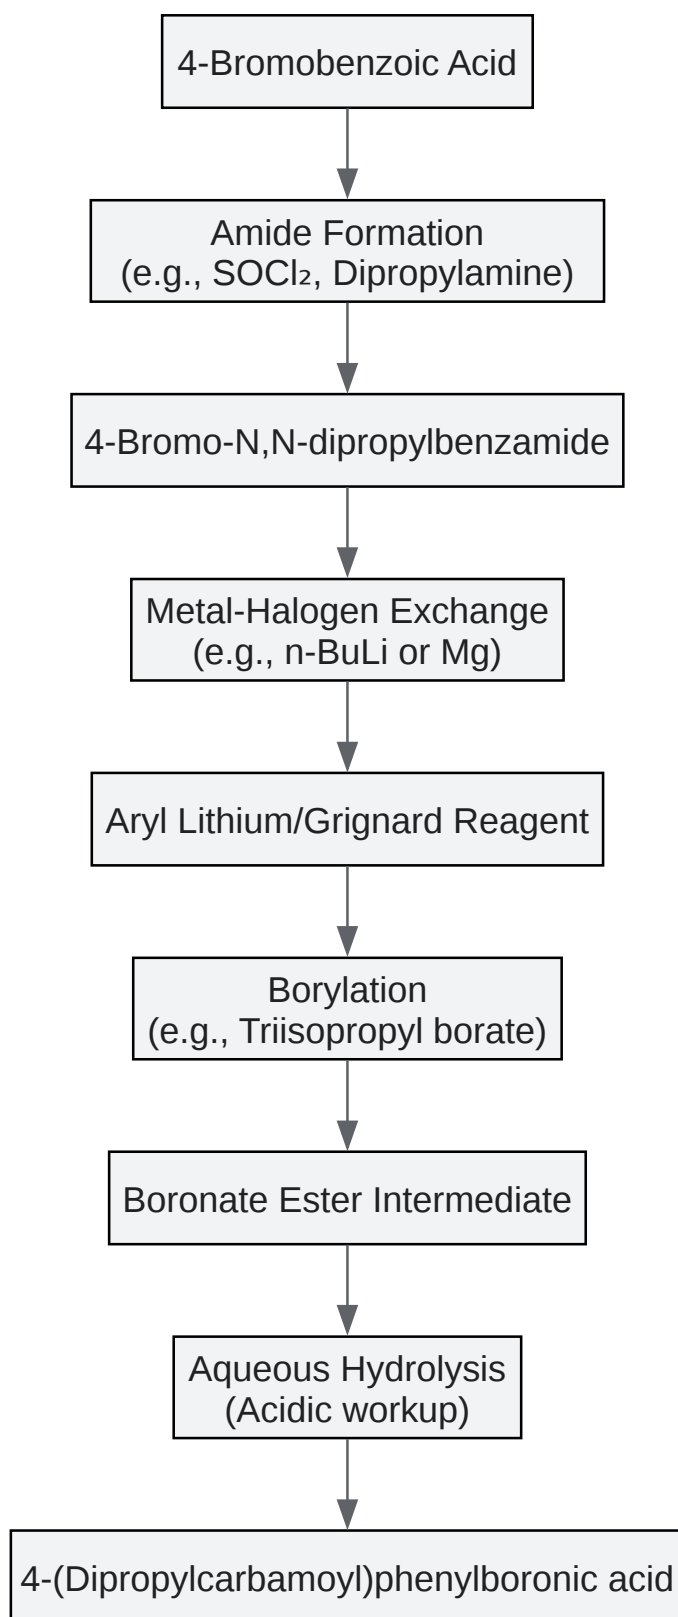 4-Bromobenzoic Acid
Amide Formation
(e.g., SOCl₂, Dipropylamine)
4-Bromo-N,N-dipropylbenzamide
Metal-Halogen Exchange
(e.g., n-BuLi or Mg)
Aryl Lithium/Grignard Reagent
Borylation
(e.g., Triisopropyl borate)
Boronate Ester Intermediate
Aqueous Hydrolysis
(Acidic workup)
4-(Dipropylcarbamoyl)phenylboronic acid